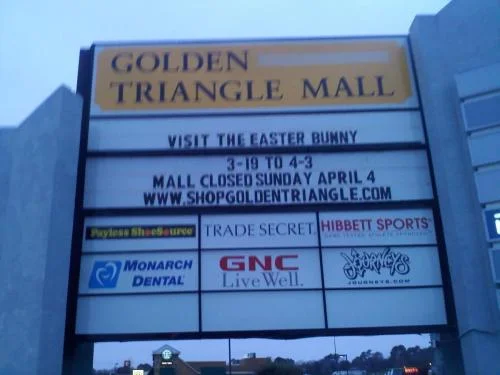 GOLDEN
TRIANGLE MALL
VISIT THE EASTER BUNNY
3-19 TO 4-3
MALL CLOSED SUNDAY APRIL 4
WWW.SHOPGOLDENTRIANGLE.COM
Payless ShoeSource
TRADE SECRET.
HIBBETT SPORTS
MONARCH
DENTAL
GNC
Live Well.
JOURNEYS
JOURNEYS.COM